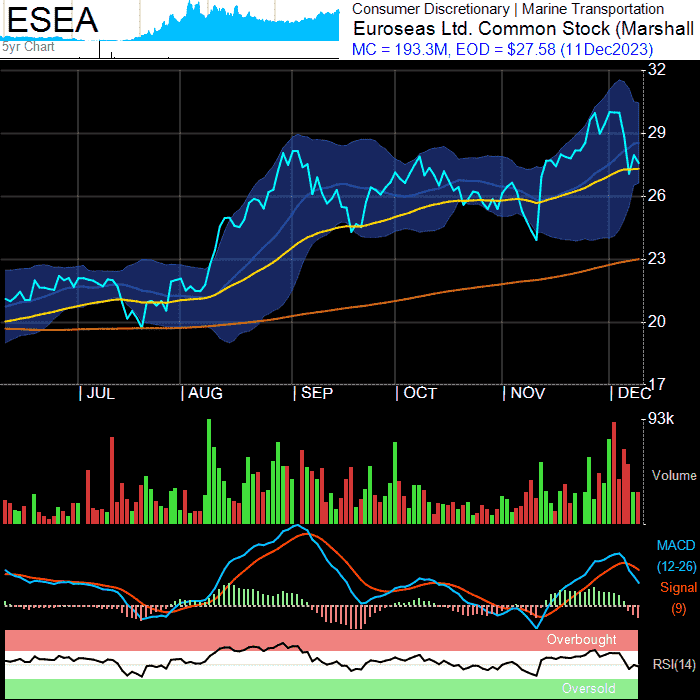 ESEA
5yr Chart
Consumer Discretionary | Marine Transportation
Euroseas Ltd. Common Stock (Marshall
MC = 193.3M, EOD = $27.58 (11Dec2023)
32
29
26
23
20
17
| JUL | AUG | SEP | OCT | NOV | DEC
93k
Volume
MACD
(12-26)
Signal
(9)
Overbought
RSI(14)
Oversold